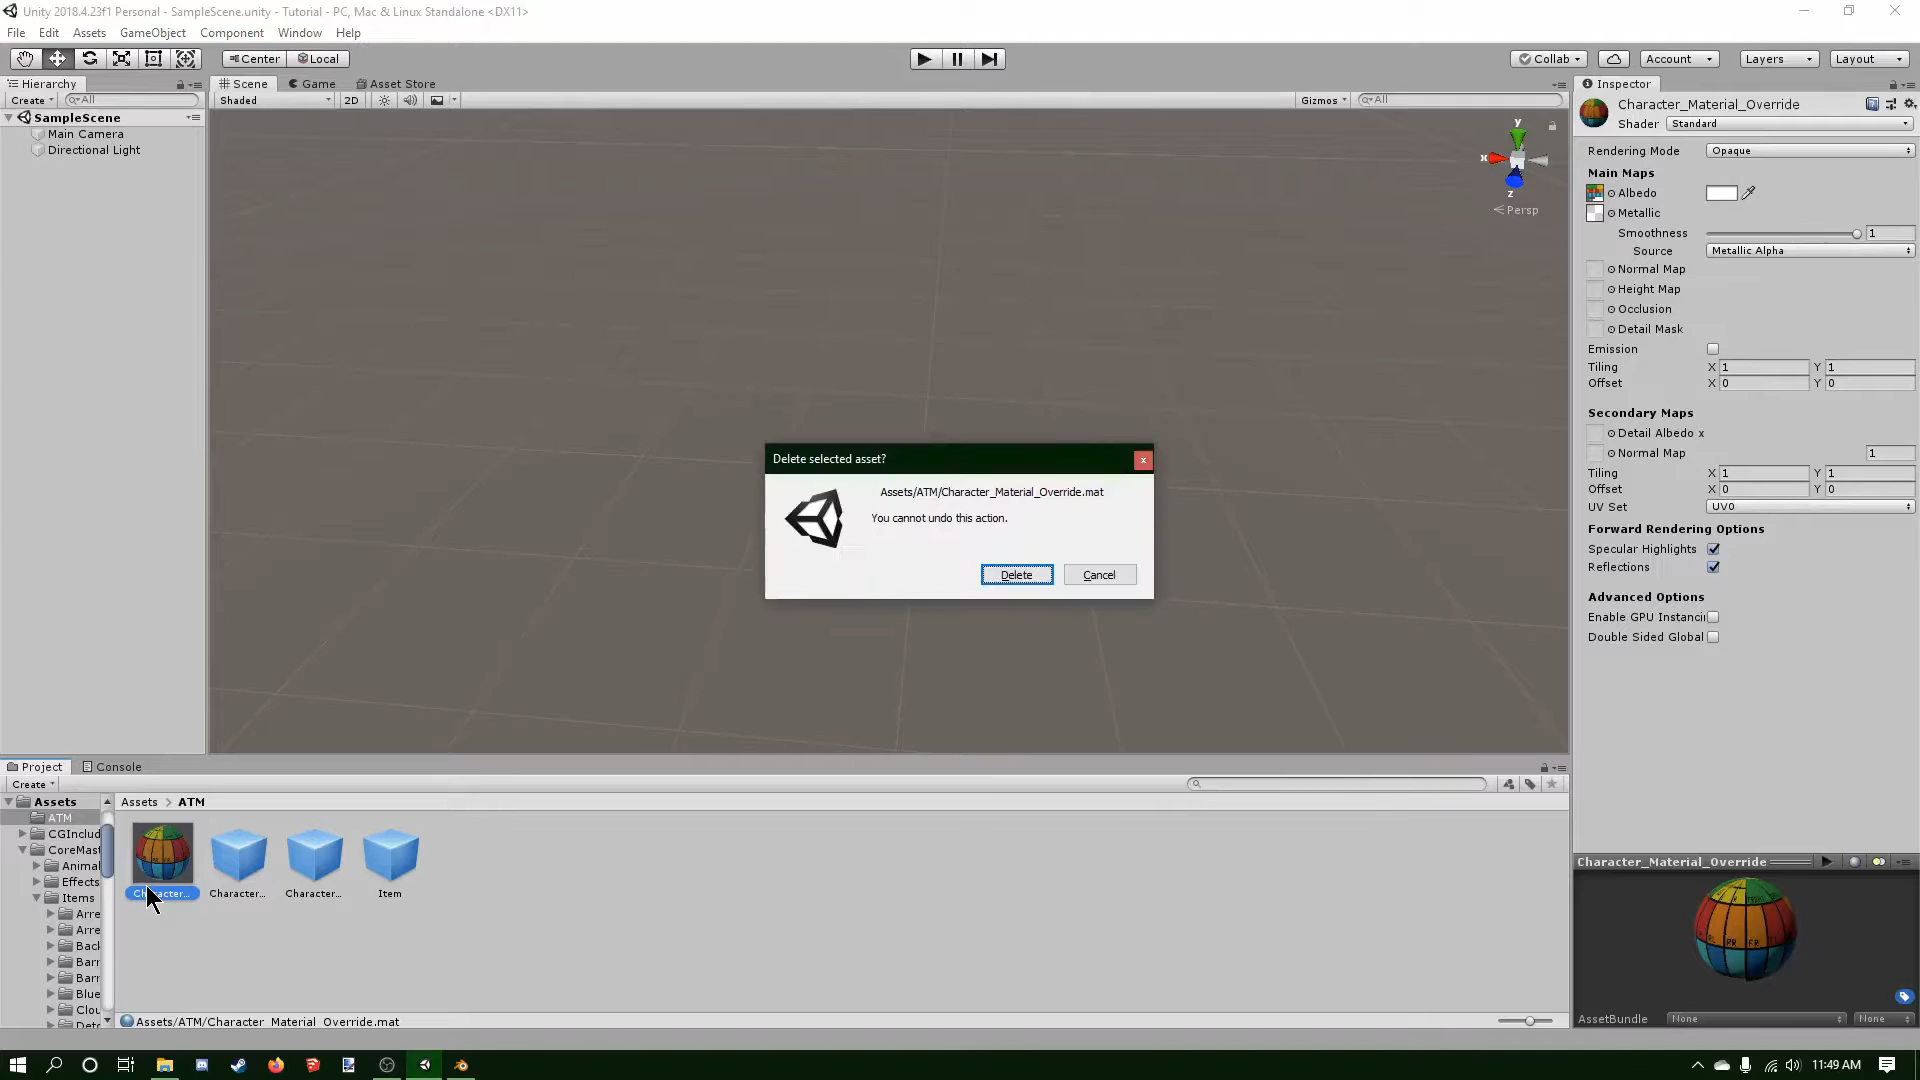 Unity 2018.4.23f1 Personal - SampleScene.unity - Tutorial - PC, Mac & Linux Standalone <DX11>
File Edit Assets GameObject Component Window Help
Center Local Collab Account Layers Layout
Hierarchy Scene Game Asset Store Inspector
Create All Shaded 2D Gizmos All
Character_Material_Override
SampleScene
Shader Standard
Main Camera
Directional Light
y
x
z
Persp
Rendering Mode Opaque
Main Maps
Albedo
Metallic
Smoothness 1
Source Metallic Alpha
Normal Map
Height Map
Occlusion
Detail Mask
Emission
Tiling X 1 Y 1
Offset X 0 Y 0
Secondary Maps
Detail Albedo x
Normal Map 1
Tiling X 1 Y 1
Offset X 0 Y 0
UV Set UV0
Forward Rendering Options
Specular Highlights
Reflections
Advanced Options
Enable GPU Instancin
Double Sided Global
Delete selected asset?
x
Assets/ATM/Character_Material_Override.mat
You cannot undo this action.
Delete Cancel
Project Console
Create
Assets
ATM
CGInclud
CoreMast
Animat
Effects
Items
Arre
Arre
Back
Barr
Barr
Blue
Clou
Deto
Assets > ATM
Character... Character... Character... Item
Assets/ATM/Character_Material_Override.mat
Character_Material_Override
RR FR
AssetBundle None None
11:49 AM